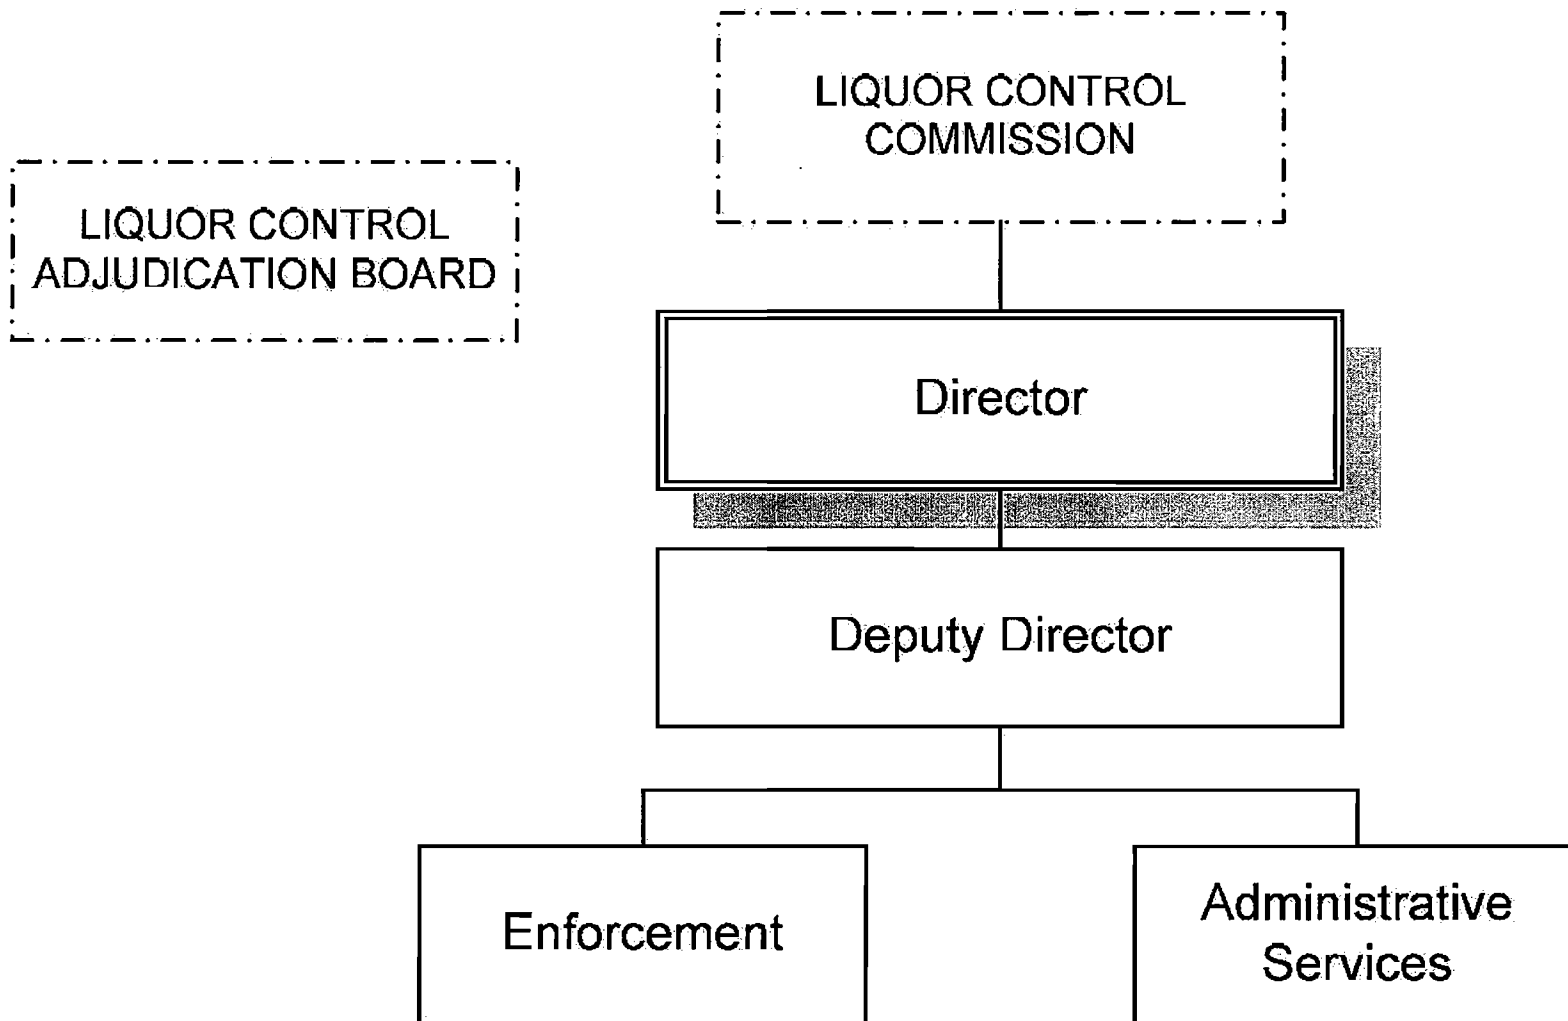 LIQUOR CONTROL
COMMISSION
LIQUOR CONTROL
ADJUDICATION BOARD
Director
Deputy Director
Enforcement
Administrative
Services